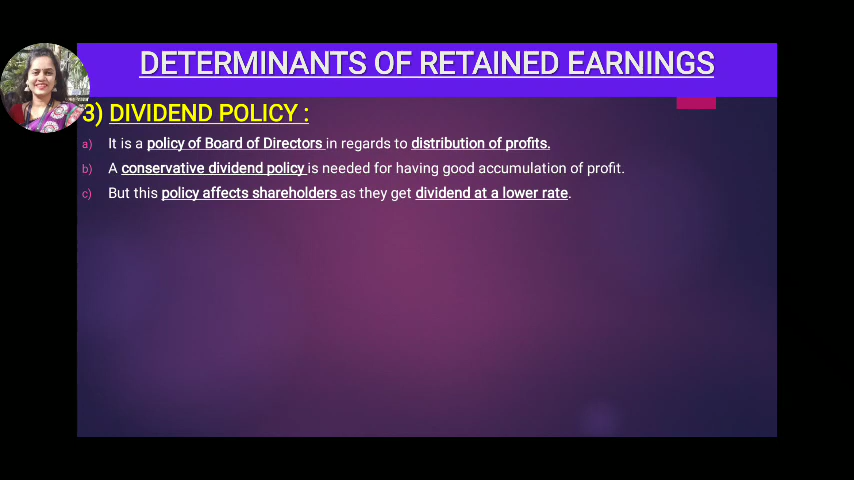 DETERMINANTS OF RETAINED EARNINGS
3) DIVIDEND POLICY :
a) It is a policy of Board of Directors in regards to distribution of profits.
b) A conservative dividend policy is needed for having good accumulation of profit.
c) But this policy affects shareholders as they get dividend at a lower rate.